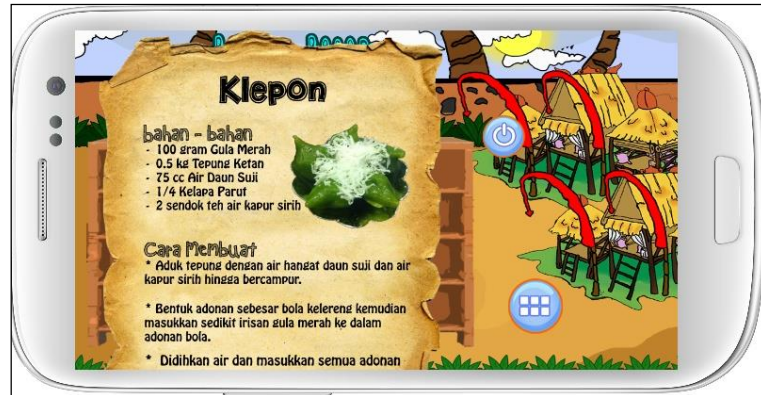 Klepon
bahan - bahan
- 100 gram Gula Merah
- 0.5 kg Tepung Ketan
- 75 cc Air Daun Suji
- 1/4 Kelapa Parut
- 2 sendok teh air kapur sirih
Cara Membuat
* Aduk tepung dengan air hangat daun suji dan air
kapur sirih hingga bercampur.
* Bentuk adonan sebesar bola kelereng kemudian
masukkan sedikit irisan gula merah ke dalam
adonan bola.
* Didihkan air dan masukkan semua adonan